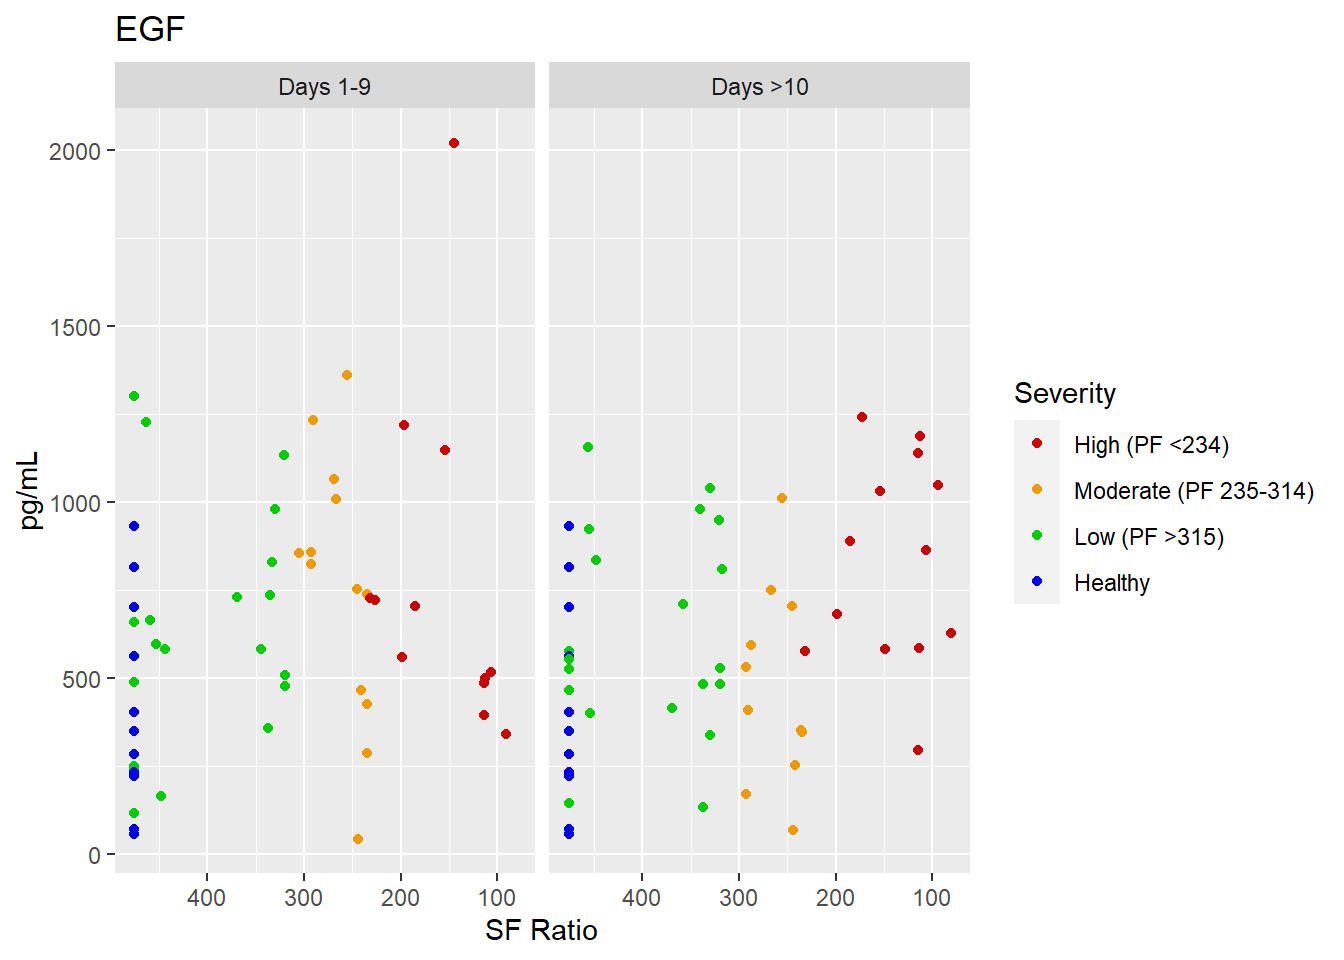 EGF
Days 1-9
Days >10
2000
1500
1000
500
0
pg/mL
400 300 200 100
400 300 200 100
SF Ratio
Severity
High (PF <234)
Moderate (PF 235-314)
Low (PF >315)
Healthy